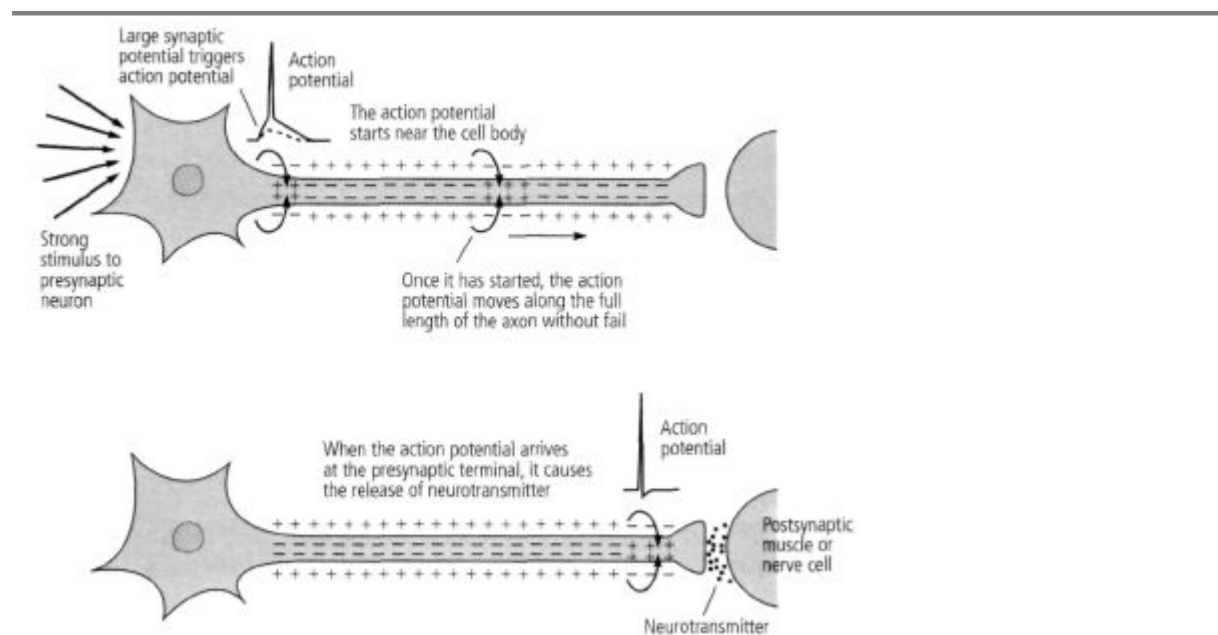 Large synaptic
potential triggers
action potential
Action
potential
The action potential
starts near the cell body
Strong
stimulus to
presynaptic
neuron
Once it has started, the action
potential moves along the full
length of the axon without fail
Action
potential
When the action potential arrives
at the presynaptic terminal, it causes
the release of neurotransmitter
Postsynaptic
muscle or
nerve cell
Neurotransmitter